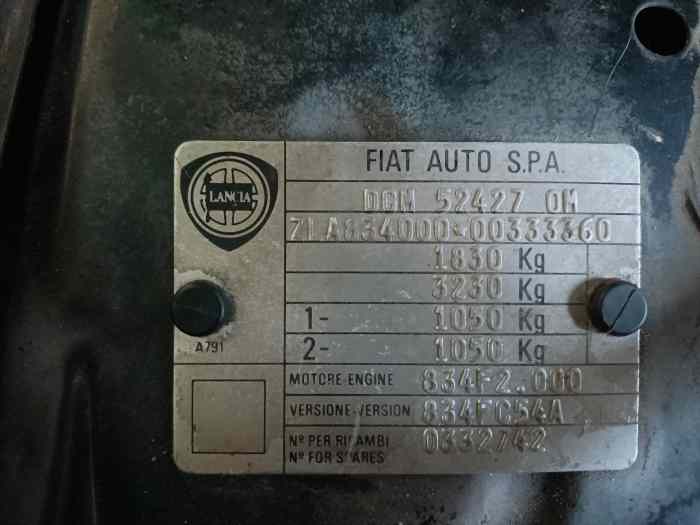 FIAT AUTO S.P.A.
LANCIA
DGM 52427 OM
ZLA834000*00333360
1830 Kg
3230 Kg
1- 1050 Kg
2- 1050 Kg
A791
MOTORE-ENGINE 834F2.000
VERSIONE-VERSION 834FC54A
Nº PER RICAMBI
Nº FOR SPARES 0332742